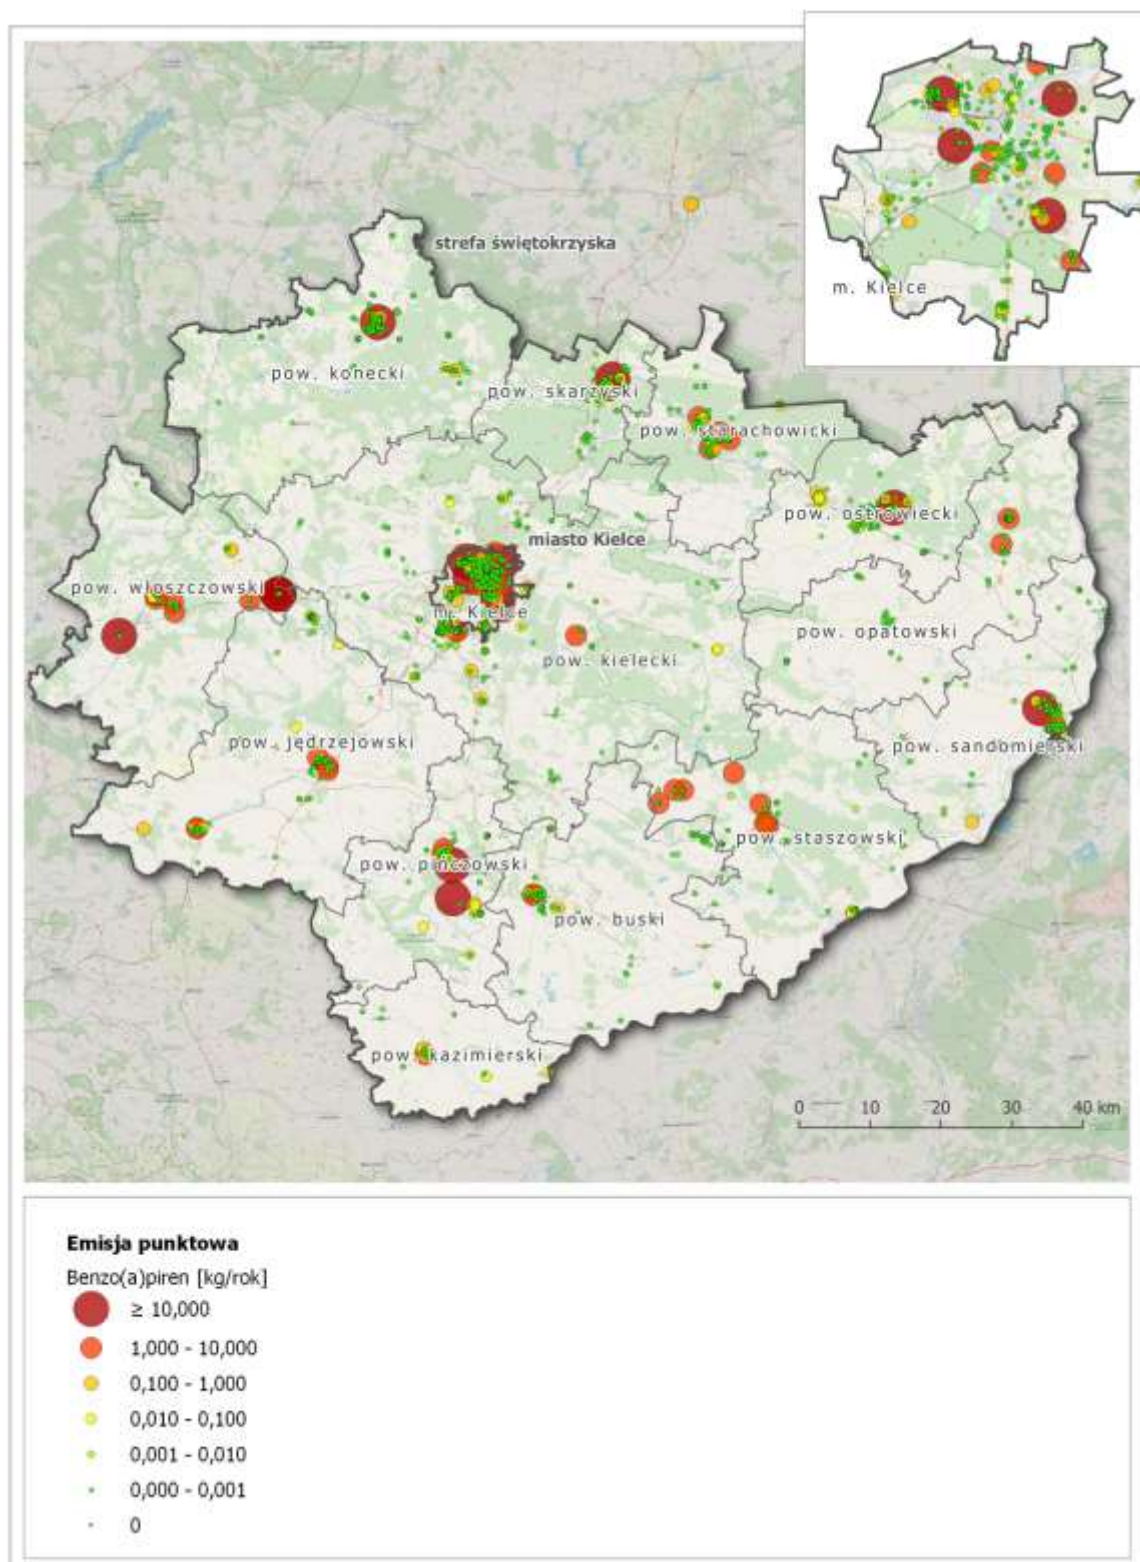 m. Kielce
strefa świętokrzyska
pow. konecki
pow. skarżyski
pow. starachowicki
pow. ostrowiecki
miasto Kielce
pow. włoszczowski
m. Kielce
pow. opatowski
pow. kielecki
pow. jędrzejowski
pow. sandomierski
pow. staszowski
pow. pińczowski
pow. buski
pow. kazimierski
0 10 20 30 40 km
Emisja punktowa
Benzo(a)piren [kg/rok]
≥ 10,000
1,000 - 10,000
0,100 - 1,000
0,010 - 0,100
0,001 - 0,010
0,000 - 0,001
0